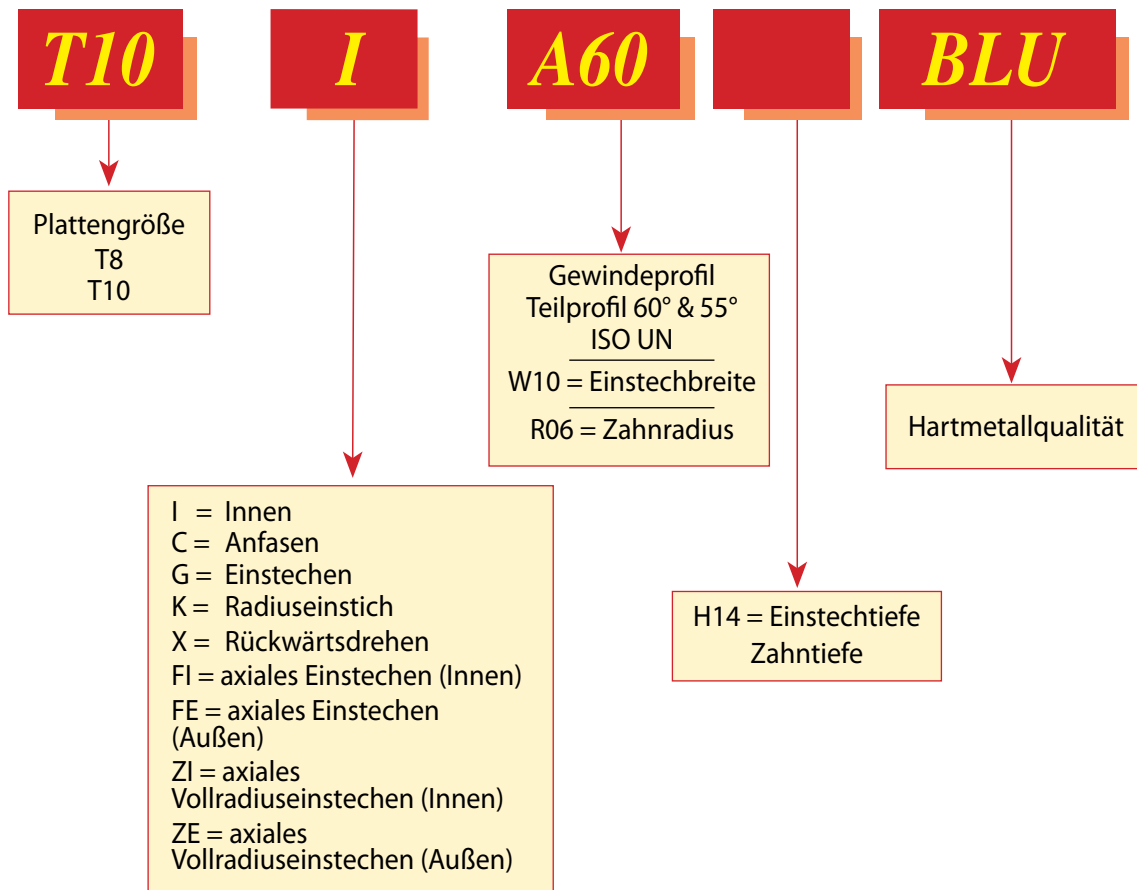 T10 I A60 BLU
Plattengröße
T8
T10
Gewindeprofil
Teilprofil 60° & 55°
ISO UN
W10 = Einstechbreite
R06 = Zahnradius
Hartmetallqualität
I = Innen
C = Anfasen
G = Einstechen
K = Radiuseinstich
X = Rückwärtsdrehen
FI = axiales Einstechen (Innen)
FE = axiales Einstechen
(Außen)
ZI = axiales
Vollradiuseinstechen (Innen)
ZE = axiales
Vollradiuseinstechen (Außen)
H14 = Einstechtiefe
Zahntiefe